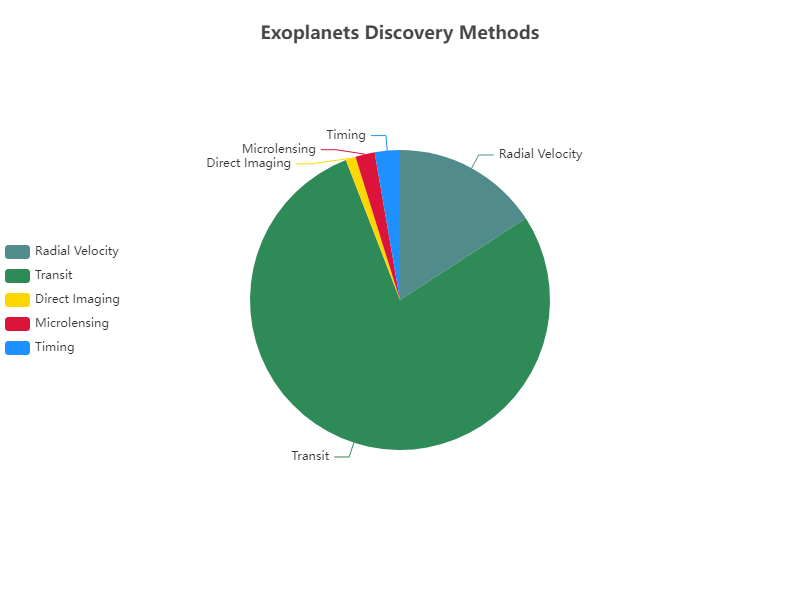 Exoplanets Discovery Methods
Timing
Microlensing
Direct Imaging
Radial Velocity
Transit
Radial Velocity
Transit
Direct Imaging
Microlensing
Timing